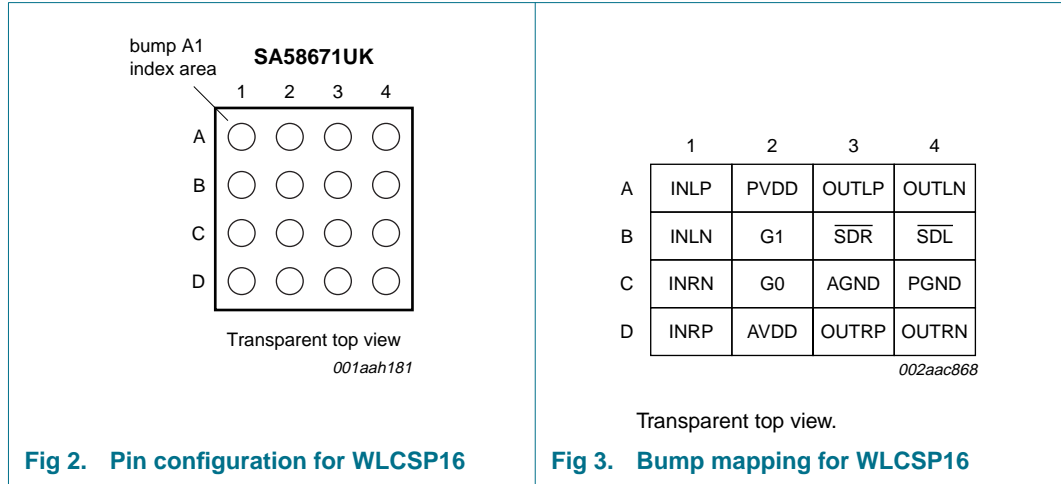 bump A1
index area
SA58671UK
1 2 3 4
A
B
C
D
Transparent top view
001aah181
Fig 2. Pin configuration for WLCSP16
1 2 3 4
A INLP PVDD OUTLP OUTLN
B INLN G1 S̅D̅R̅ S̅D̅L̅
C INRN G0 AGND PGND
D INRP AVDD OUTRP OUTRN
002aac868
Transparent top view.
Fig 3. Bump mapping for WLCSP16